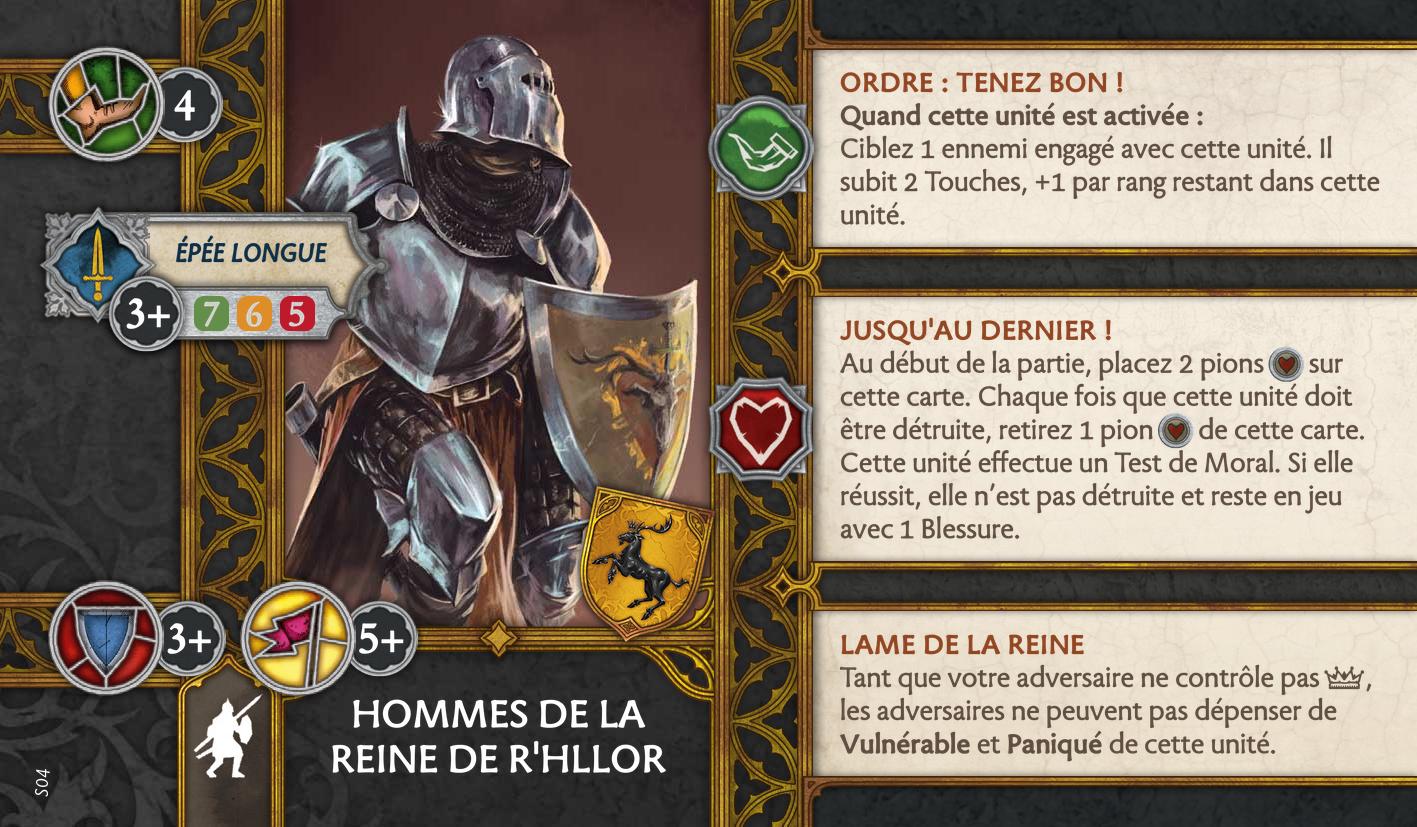 4
ÉPÉE LONGUE
3+ 7 6 5
3+ 5+
HOMMES DE LA
REINE DE R'HLLOR
S04
ORDRE : TENEZ BON !
Quand cette unité est activée :
Ciblez 1 ennemi engagé avec cette unité. Il
subit 2 Touches, +1 par rang restant dans cette
unité.
JUSQU'AU DERNIER !
Au début de la partie, placez 2 pions sur
cette carte. Chaque fois que cette unité doit
être détruite, retirez 1 pion de cette carte.
Cette unité effectue un Test de Moral. Si elle
réussit, elle n’est pas détruite et reste en jeu
avec 1 Blessure.
LAME DE LA REINE
Tant que votre adversaire ne contrôle pas ,
les adversaires ne peuvent pas dépenser de
Vulnérable et Paniqué de cette unité.